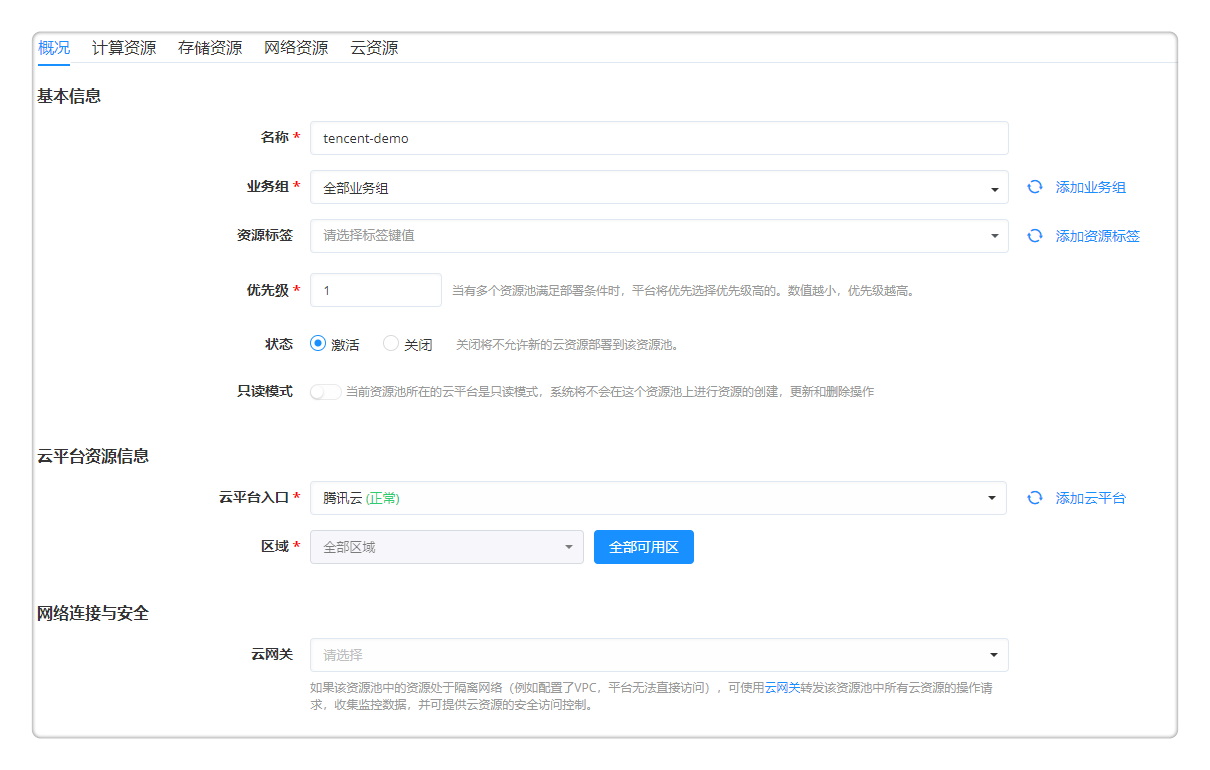 概况 计算资源 存储资源 网络资源 云资源
基本信息
名称 * tencent-demo
业务组 * 全部业务组 添加业务组
资源标签 请选择标签键值 添加资源标签
优先级 * 1 当有多个资源池满足部署条件时，平台将优先选择优先级高的。数值越小，优先级越高。
状态 激活 关闭 关闭将不允许新的云资源部署到该资源池。
只读模式 当前资源池所在的云平台是只读模式，系统将不会在这个资源池上进行资源的创建，更新和删除操作
云平台资源信息
云平台入口 * 腾讯云 (正常) 添加云平台
区域 * 全部区域 全部可用区
网络连接与安全
云网关 请选择
如果该资源池中的资源处于隔离网络（例如配置了VPC，平台无法直接访问），可使用云网关转发该资源池中所有云资源的操作请
求，收集监控数据，并可提供云资源的安全访问控制。